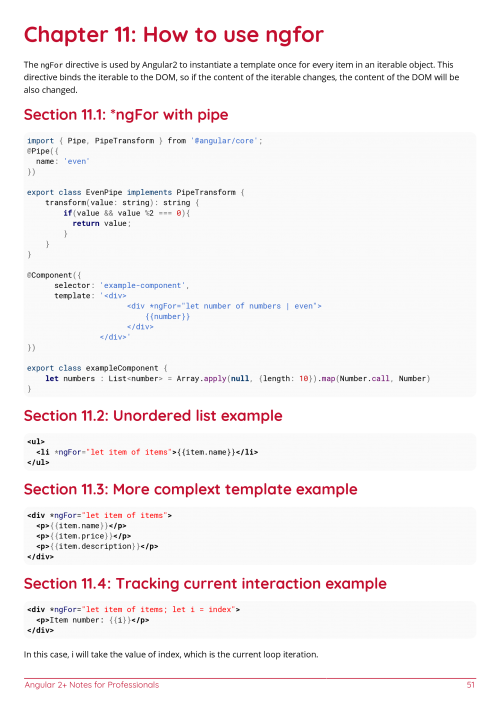 Chapter 11: How to use ngfor
The ngFor directive is used by Angular2 to instantiate a template once for every item in an iterable object. This
directive binds the iterable to the DOM, so if the content of the iterable changes, the content of the DOM will be
also changed.
Section 11.1: *ngFor with pipe
import { Pipe, PipeTransform } from '@angular/core';
@Pipe({
  name: 'even'
})
export class EvenPipe implements PipeTransform {
    transform(value: string): string {
        if(value && value %2 === 0){
          return value;
        }
    }
}
@Component({
      selector: 'example-component',
      template: '<div>
                      <div *ngFor="let number of numbers | even">
                          {{number}}
                      </div>
                </div>'
})
export class exampleComponent {
    let numbers : List<number> = Array.apply(null, {length: 10}).map(Number.call, Number)
}
Section 11.2: Unordered list example
<ul>
  <li *ngFor="let item of items">{{item.name}}</li>
</ul>
Section 11.3: More complext template example
<div *ngFor="let item of items">
  <p>{{item.name}}</p>
  <p>{{item.price}}</p>
  <p>{{item.description}}</p>
</div>
Section 11.4: Tracking current interaction example
<div *ngFor="let item of items; let i = index">
  <p>Item number: {{i}}</p>
</div>
In this case, i will take the value of index, which is the current loop iteration.
Angular 2+ Notes for Professionals
51